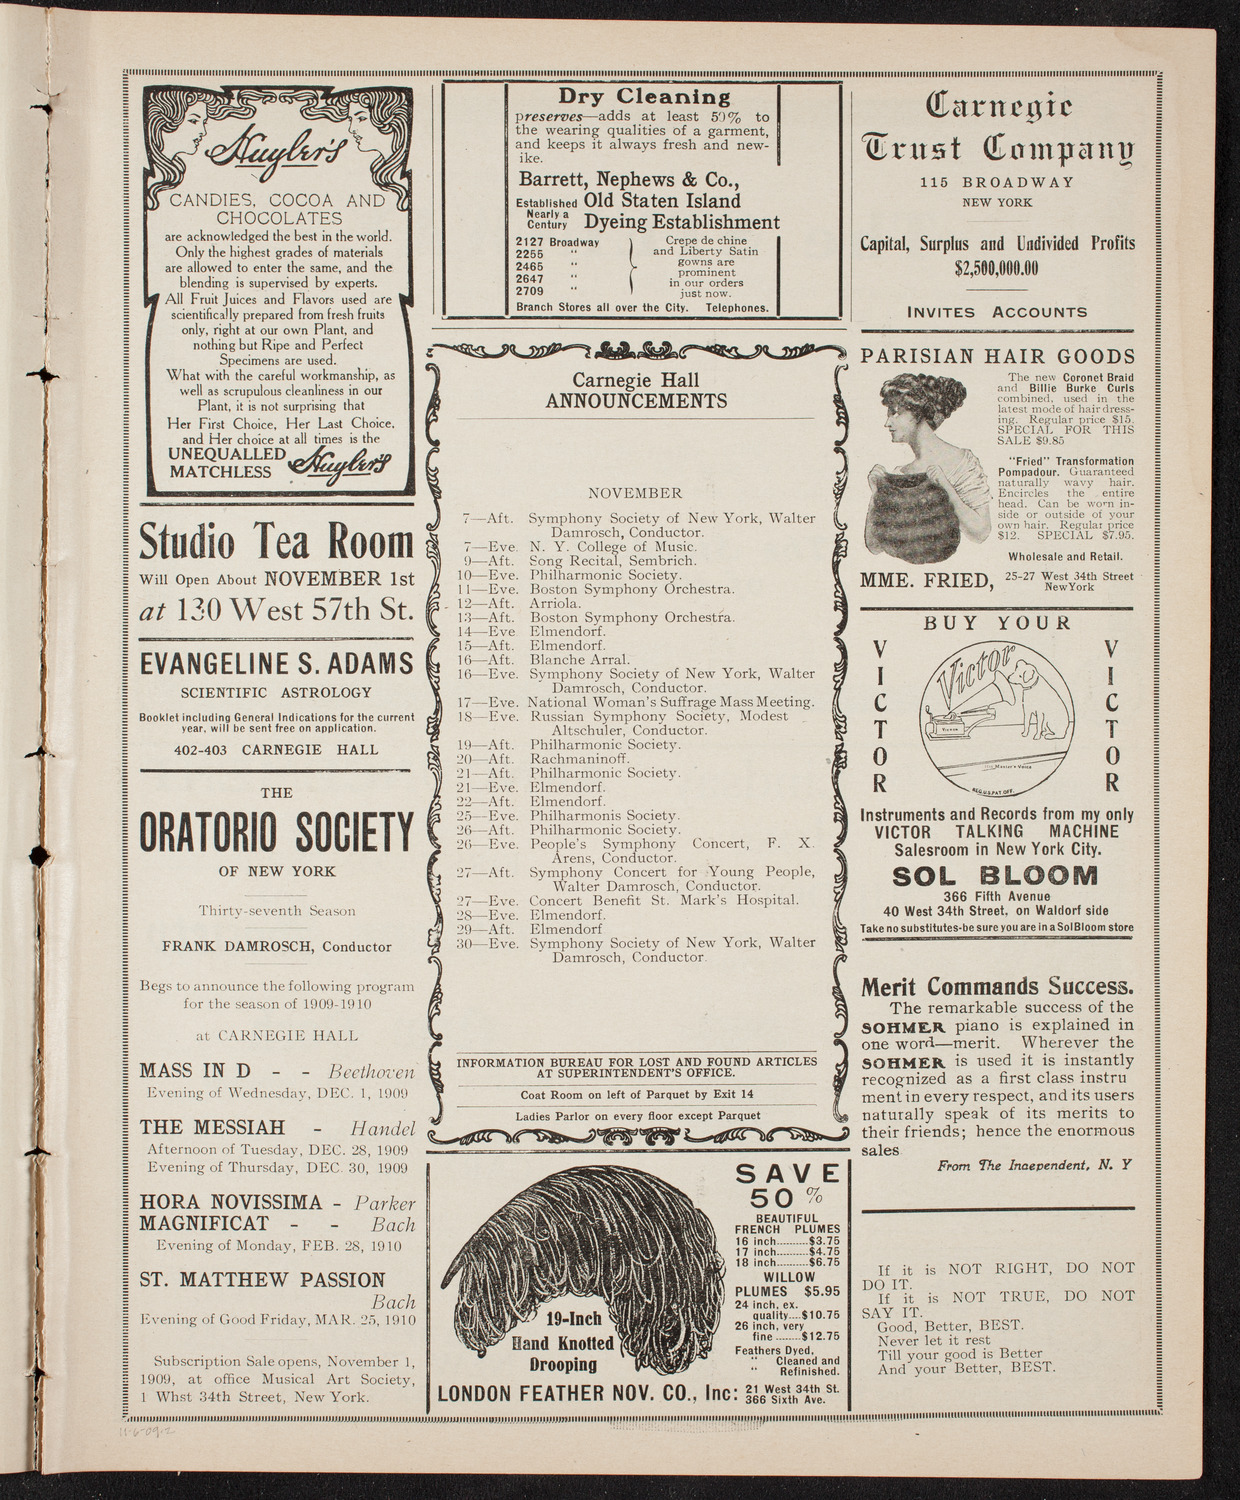 Huyler's
CANDIES, COCOA AND
CHOCOLATES
are acknowledged the best in the world.
Only the highest grades of materials
are allowed to enter the same, and the
blending is supervised by experts.
All Fruit Juices and Flavors used are
scientifically prepared from fresh fruits
only, right at our own Plant, and
nothing but Ripe and Perfect
Specimens are used.
What with the careful workmanship, as
well as scrupulous cleanliness in our
Plant, it is not surprising that
Her First Choice, Her Last Choice,
and Her choice at all times is the
UNEQUALLED
MATCHLESS Huyler's
Studio Tea Room
Will Open About NOVEMBER 1st
at 130 West 57th St.
EVANGELINE S. ADAMS
SCIENTIFIC ASTROLOGY
Booklet including General Indications for the current
year, will be sent free on application.
402-403 CARNEGIE HALL
THE
ORATORIO SOCIETY
OF NEW YORK
Thirty-seventh Season
FRANK DAMROSCH, Conductor
Begs to announce the following program
for the season of 1909-1910
at CARNEGIE HALL
MASS IN D - - Beethoven
Evening of Wednesday, DEC. 1, 1909
THE MESSIAH - Handel
Afternoon of Tuesday, DEC. 28, 1909
Evening of Thursday, DEC. 30, 1909
HORA NOVISSIMA - Parker
MAGNIFICAT - - Bach
Evening of Monday, FEB. 28, 1910
ST. MATTHEW PASSION
Bach
Evening of Good Friday, MAR. 25, 1910
Subscription Sale opens, November 1,
1909, at office Musical Art Society,
1 Whst 34th Street, New York.
Dry Cleaning
preserves—adds at least 50% to
the wearing qualities of a garment,
and keeps it always fresh and new-
ike.
Barrett, Nephews & Co.,
Established Nearly a Century
Old Staten Island
Dyeing Establishment
2127 Broadway
2255 "
2465 "
2647 "
2709 "
Crepe de chine
and Liberty Satin
gowns are
prominent
in our orders
just now.
Branch Stores all over the City. Telephones.
Carnegie Hall
ANNOUNCEMENTS
NOVEMBER
7—Aft. Symphony Society of New York, Walter
Damrosch, Conductor.
7—Eve. N. Y. College of Music.
9—Aft. Song Recital, Sembrich.
10—Eve. Philharmonic Society.
11—Eve. Boston Symphony Orchestra.
12—Aft. Arriola.
13—Aft. Boston Symphony Orchestra.
14—Eve Elmendorf.
15—Aft. Elmendorf.
16—Aft. Blanche Arral.
16—Eve. Symphony Society of New York, Walter
Damrosch, Conductor.
17—Eve. National Woman's Suffrage Mass Meeting.
18—Eve. Russian Symphony Society, Modest
Altschuler, Conductor.
19—Aft. Philharmonic Society.
20—Aft. Rachmaninoff.
21—Aft. Philharmonic Society.
21—Eve. Elmendorf.
22—Aft. Elmendorf.
25—Eve. Philharmonis Society.
26—Aft. Philharmonic Society.
26—Eve. People's Symphony Concert, F. X.
Arens, Conductor.
27—Aft. Symphony Concert for Young People,
Walter Damrosch, Conductor.
27—Eve. Concert Benefit St. Mark's Hospital.
28—Eve. Elmendorf.
29—Aft. Elmendorf
30—Eve. Symphony Society of New York, Walter
Damrosch, Conductor.
INFORMATION BUREAU FOR LOST AND FOUND ARTICLES
AT SUPERINTENDENT'S OFFICE.
Coat Room on left of Parquet by Exit 14
Ladies Parlor on every floor except Parquet
19-Inch
Hand Knotted
Drooping
SAVE
50%
BEAUTIFUL
FRENCH PLUMES
16 inch..........$3.75
17 inch..........$4.75
18 inch..........$6.75
WILLOW
PLUMES $5.95
24 inch, ex.
quality....$10.75
26 inch, very
fine .......$12.75
Feathers Dyed,
" Cleaned and
" Refinished.
LONDON FEATHER NOV. CO., Inc: 21 West 34th St.
366 Sixth Ave.
Carnegie
Trust Company
115 BROADWAY
NEW YORK
Capital, Surplus and Undivided Profits
$2,500,000.00
INVITES ACCOUNTS
PARISIAN HAIR GOODS
The new Coronet Braid
and Billie Burke Curls
combined, used in the
latest mode of hair dress-
ing. Regular price $15.
SPECIAL FOR THIS
SALE $9.85
"Fried" Transformation
Pompadour. Guaranteed
naturally wavy hair.
Encircles the entire
head. Can be worn in-
side or outside of your
own hair. Regular price
$12. SPECIAL $7.95.
Wholesale and Retail.
MME. FRIED, 25-27 West 34th Street
New York
BUY YOUR
VICTOR
Victor
VICTOR
His Master's Voice
REG. U.S. PAT. OFF.
Instruments and Records from my only
VICTOR TALKING MACHINE
Salesroom in New York City.
SOL BLOOM
366 Fifth Avenue
40 West 34th Street, on Waldorf side
Take no substitutes-be sure you are in a Sol Bloom store
Merit Commands Success.
The remarkable success of the
SOHMER piano is explained in
one word—merit. Wherever the
SOHMER is used it is instantly
recognized as a first class instru
ment in every respect, and its users
naturally speak of its merits to
their friends; hence the enormous
sales
From The Independent, N. Y
If it is NOT RIGHT, DO NOT
DO IT.
If it is NOT TRUE, DO NOT
SAY IT.
Good, Better, BEST.
Never let it rest
Till your good is Better
And your Better, BEST.
11-6-09-2